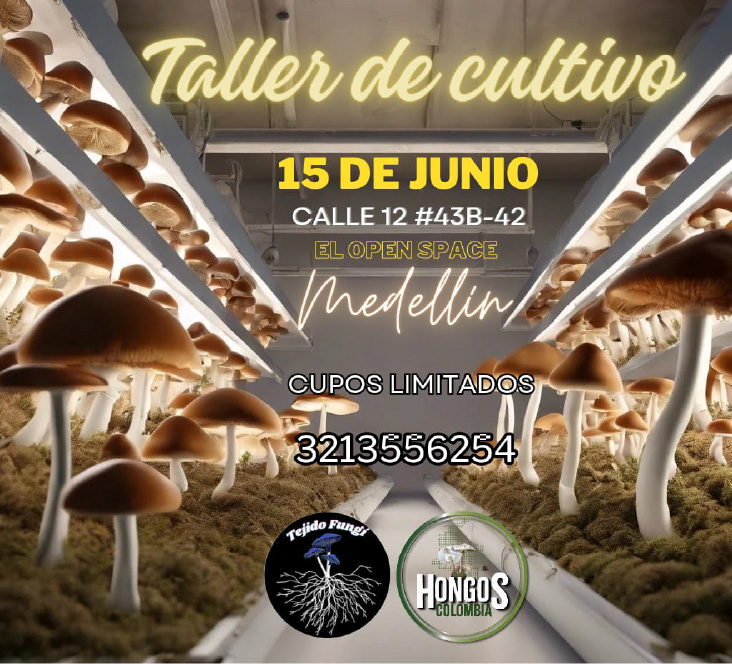 Taller de cultivo
15 DE JUNIO
CALLE 12 #43B-42
EL OPEN SPACE
Medellín
CUPOS LIMITADOS
3213556254
Tejido Fungi
HONGOS
COLOMBIA